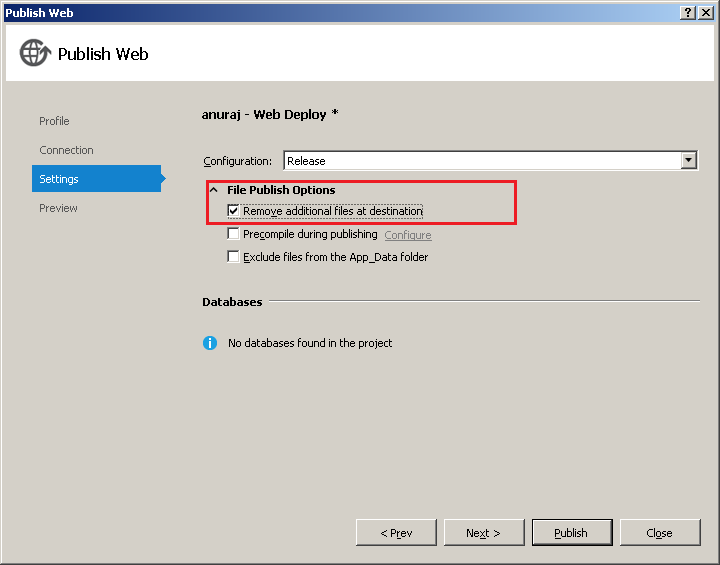 Publish Web
Publish Web
Profile
Connection
Settings
Preview
anuraj - Web Deploy *
Configuration: Release
File Publish Options
Remove additional files at destination
Precompile during publishing Configure
Exclude files from the App_Data folder
Databases
No databases found in the project
< Prev Next > Publish Close